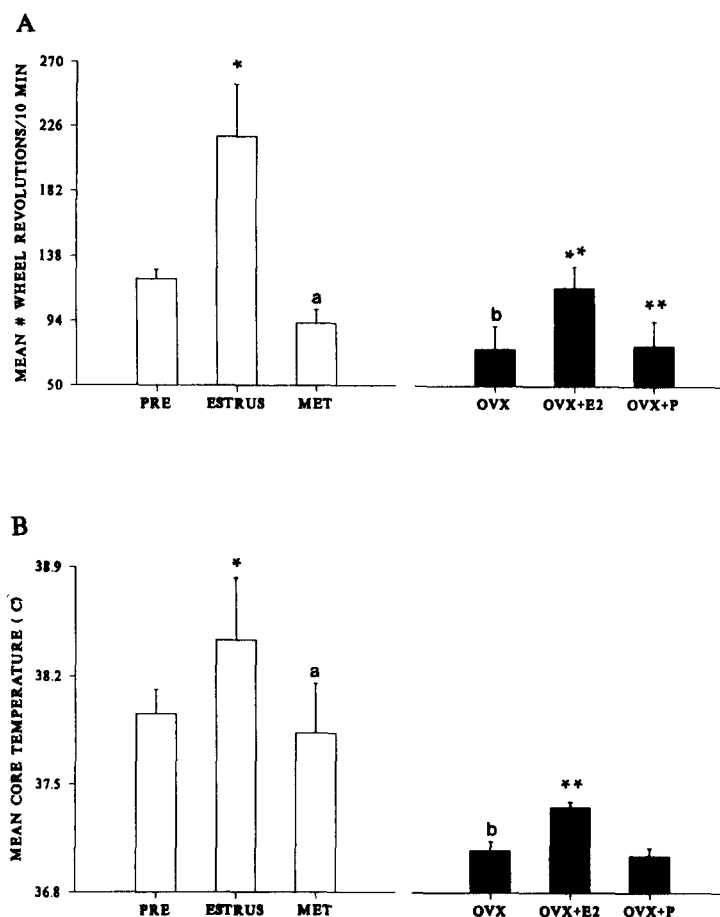 A
MEAN # WHEEL REVOLUTIONS/10 MIN
270
226
182
138
94
50
*
a
b
**
**
PRE ESTRUS MET OVX OVX+E2 OVX+P
B
MEAN CORE TEMPERATURE ( C)
38.9
38.2
37.5
36.8
*
a
b
**
PRE ESTRUS MET OVX OVX+E2 OVX+P